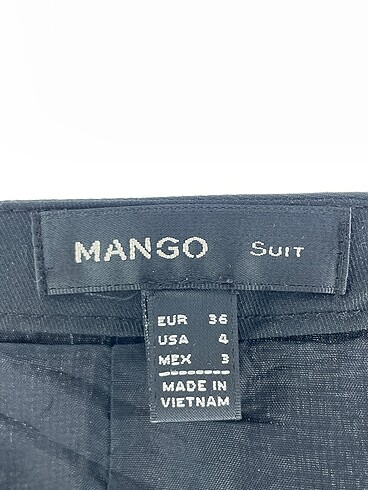 MANGO SUIT
EUR 36
USA 4
MEX 3
MADE IN
VIETNAM